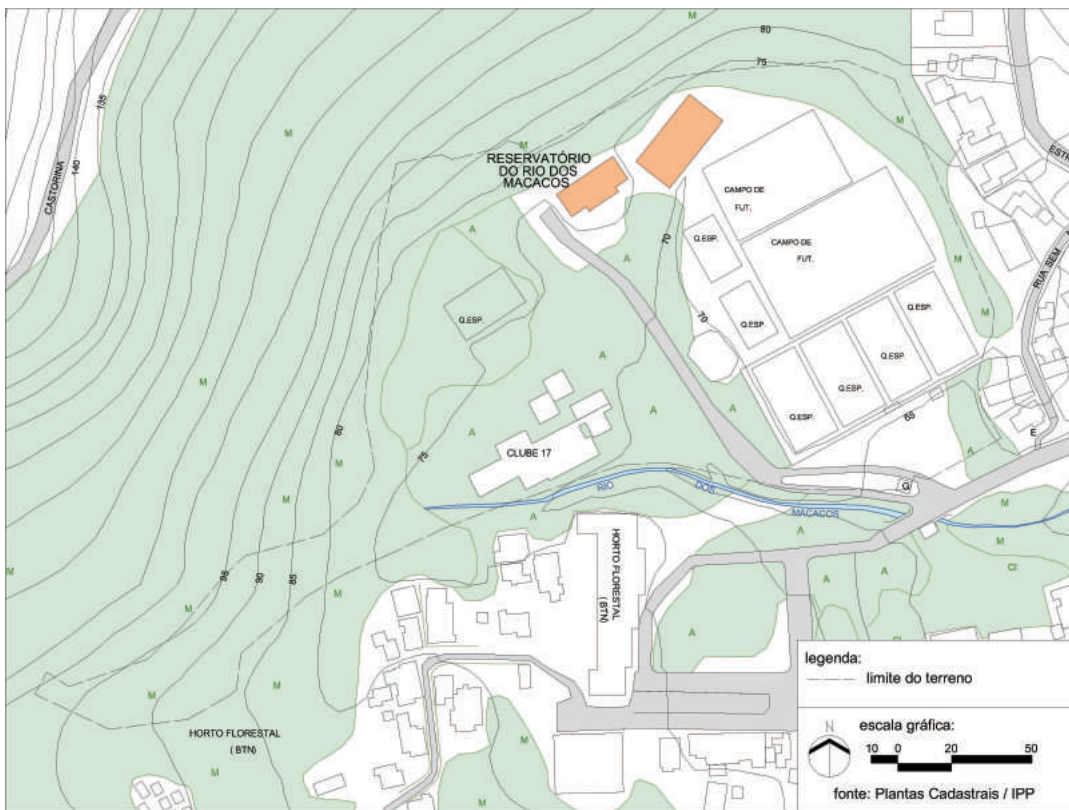 M
80
75
135
M
M
M
ESTR
RESERVATÓRIO
DO RIO DOS
MACACOS
140
CASTORINA
CAMPO DE
FUT.
RUA SEM
A
Q.ESP.
70
CAMPO DE
FUT.
A
M
M
Q.ESP.
70
Q.ESP.
Q.ESP.
A
Q.ESP.
M
Q.ESP.
A
A
65
Q.ESP.
É
80
A
75
CLUBE 17
A
M
RIO
DOS
MACACOS
G
M
A
M
A
M
HORTO FLORESTAL
(BTN)
M
95
90
85
M
M
A
A
CI
A
CI
M
M
HORTO FLORESTAL
( BTN)
M
M
M
legenda:
limite do terreno
N
escala gráfica:
10 0 20 50
fonte: Plantas Cadastrais / IPP